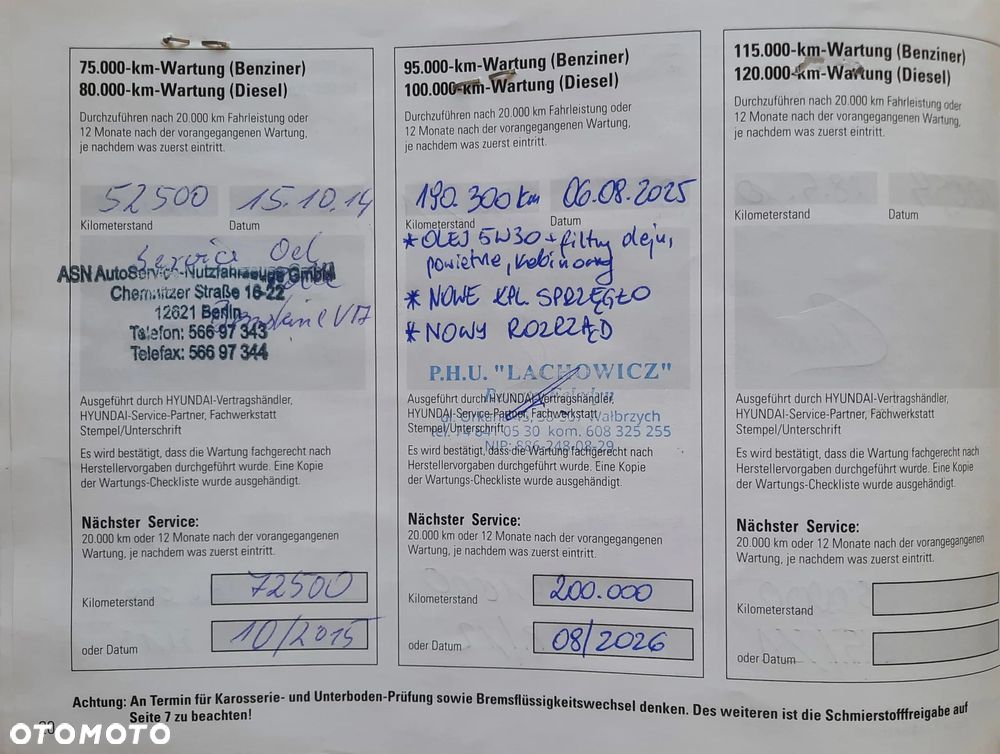 75.000-km-Wartung (Benziner)
80.000-km-Wartung (Diesel)
Durchzuführen nach 20.000 km Fahrleistung oder
12 Monate nach der vorangegangenen Wartung,
je nachdem was zuerst eintritt.
52500 15.10.14
Kilometerstand Datum
Service Oel
ASN AutoService-Nutzfahrzeuge GmbH
Chemnitzer Straße 16-22
12621 Berlin
Telefon: 566 97 343
Telefax: 566 97 344
Ausgeführt durch HYUNDAI-Vertragshändler,
HYUNDAI-Service-Partner, Fachwerkstatt
Stempel/Unterschrift
Es wird bestätigt, dass die Wartung fachgerecht nach
Herstellervorgaben durchgeführt wurde. Eine Kopie
der Wartungs-Checkliste wurde ausgehändigt.
Nächster Service:
20.000 km oder 12 Monate nach der vorangegangenen
Wartung, je nachdem was zuerst eintritt.
Kilometerstand 72500
oder Datum 10/2015
95.000-km-Wartung (Benziner)
100.000-km-Wartung (Diesel)
Durchzuführen nach 20.000 km Fahrleistung oder
12 Monate nach der vorangegangenen Wartung,
je nachdem was zuerst eintritt.
190.300 km 06.08.2025
Kilometerstand Datum
* OLEJ 5W30 + filtry oleju,
powietrze, kabinowy
* NOWE KPL. SPRZĘGŁO
* NOWY ROZRZĄD
P.H.U. "LACHOWICZ"
Ausgeführt durch HYUNDAI-Vertragshändler,
HYUNDAI-Service-Partner, Fachwerkstatt
Wałbrzych
Stempel/Unterschrift
05 30 kom. 608 325 255
NIP: 886-248-08-29
Es wird bestätigt, dass die Wartung fachgerecht nach
Herstellervorgaben durchgeführt wurde. Eine Kopie
der Wartungs-Checkliste wurde ausgehändigt.
Nächster Service:
20.000 km oder 12 Monate nach der vorangegangenen
Wartung, je nachdem was zuerst eintritt.
Kilometerstand 200.000
oder Datum 08/2026
115.000-km-Wartung (Benziner)
120.000-km-Wartung (Diesel)
Durchzuführen nach 20.000 km Fahrleistung oder
12 Monate nach der vorangegangenen Wartung,
je nachdem was zuerst eintritt.
Kilometerstand Datum
Ausgeführt durch HYUNDAI-Vertragshändler,
HYUNDAI-Service-Partner, Fachwerkstatt
Stempel/Unterschrift
Es wird bestätigt, dass die Wartung fachgerecht nach
Herstellervorgaben durchgeführt wurde. Eine Kopie
der Wartungs-Checkliste wurde ausgehändigt.
Nächster Service:
20.000 km oder 12 Monate nach der vorangegangenen
Wartung, je nachdem was zuerst eintritt.
Kilometerstand
oder Datum
Achtung: An Termin für Karosserie- und Unterboden-Prüfung sowie Bremsflüssigkeitswechsel denken. Des weiteren ist die Schmierstofffreigabe auf
Seite 7 zu beachten!
OTOMOTO